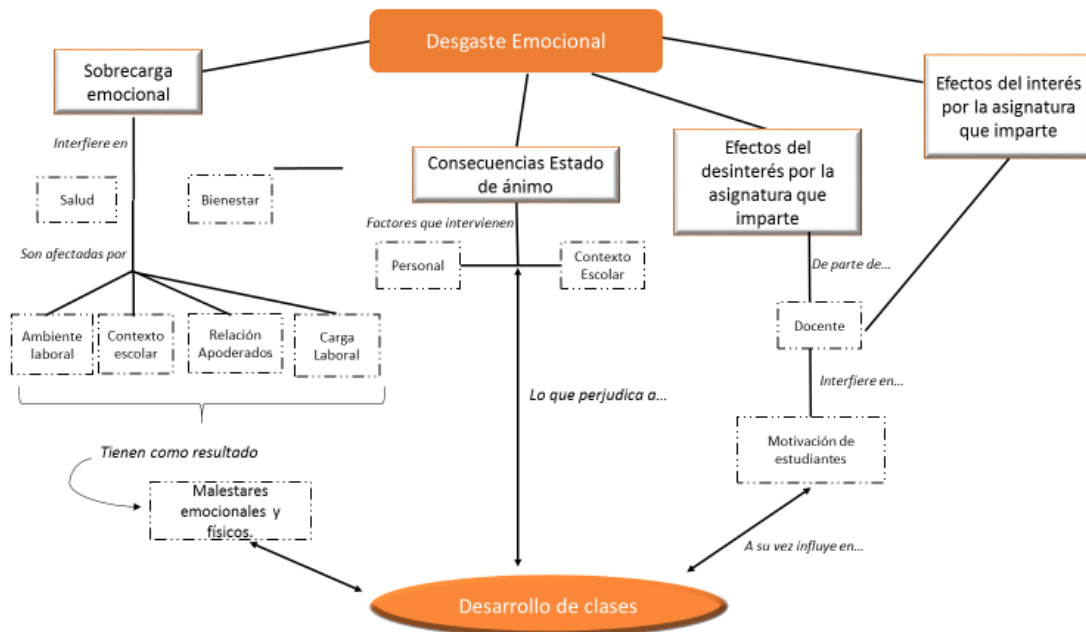 Desgaste Emocional
Sobrecarga
emocional
Efectos del interés
por la asignatura
que imparte
Interfiere en
Salud
Bienestar
Consecuencias Estado
de ánimo
Efectos del
desinterés por la
asignatura que
imparte
Factores que intervienen
Son afectadas por
Personal
Contexto
Escolar
De parte de...
Ambiente
laboral
Contexto
escolar
Relación
Apoderados
Carga
Laboral
Docente
Lo que perjudica a...
Interfiere en...
Tienen como resultado
Motivación de
estudiantes
Malestares
emocionales y
físicos.
A su vez influye en...
Desarrollo de clases